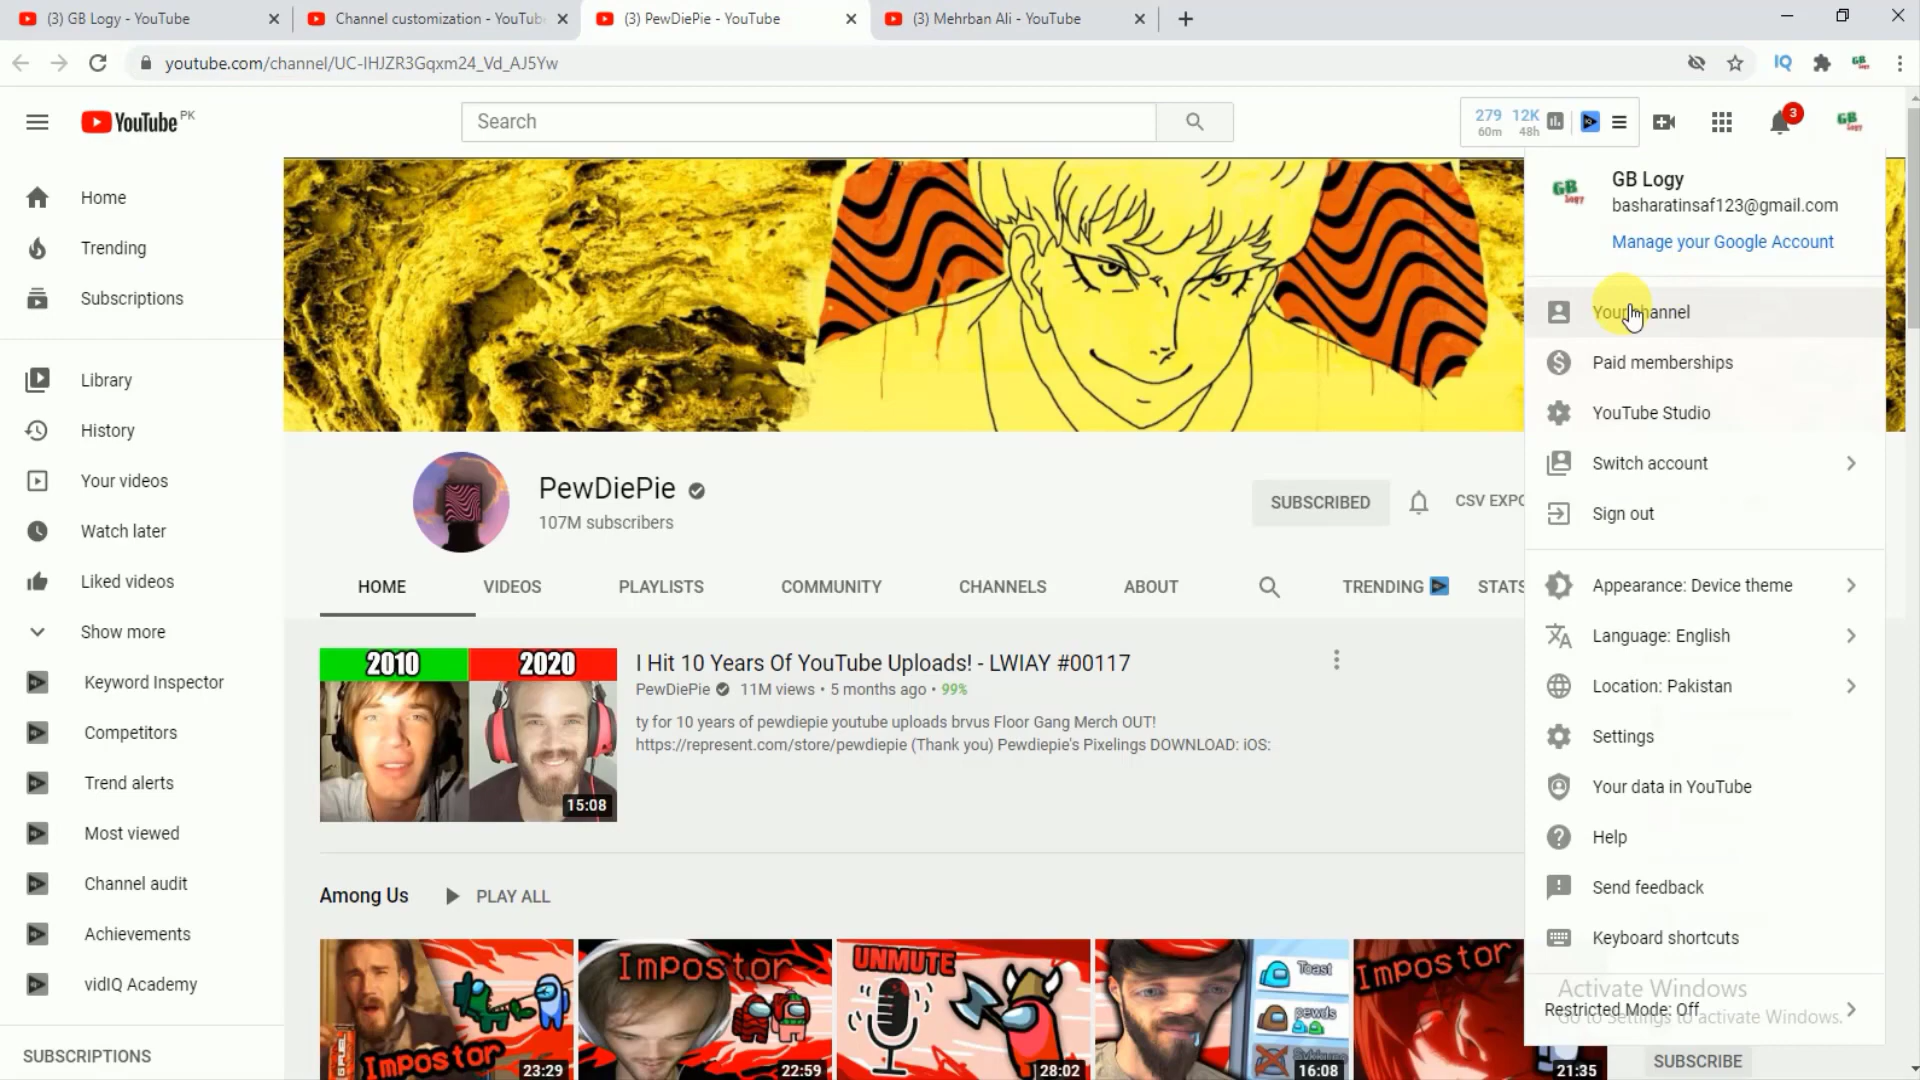 (3) GB Logy - YouTube
Channel customization - YouTub
(3) PewDiePie - YouTube
(3) Mehrban Ali - YouTube
youtube.com/channel/UC-lHJZR3Gqxm24_Vd_AJ5Yw
IQ
GB logy
YouTube PK
Search
279 60m
12K 48h
3
GB logy
Home
Trending
Subscriptions
Library
History
Your videos
Watch later
Liked videos
Show more
Keyword Inspector
Competitors
Trend alerts
Most viewed
Channel audit
Achievements
vidIQ Academy
SUBSCRIPTIONS
PewDiePie
107M subscribers
SUBSCRIBED
CSV EXPO
HOME
VIDEOS
PLAYLISTS
COMMUNITY
CHANNELS
ABOUT
TRENDING
STATS
2010
2020
15:08
I Hit 10 Years Of YouTube Uploads! - LWIAY #00117
PewDiePie 11M views • 5 months ago • 99%
ty for 10 years of pewdiepie youtube uploads brvus Floor Gang Merch OUT!
https://represent.com/store/pewdiepie (Thank you) Pewdiepie's Pixelings DOWNLOAD: iOS:
Among Us
PLAY ALL
Impostor
23:29
Impostor
22:59
UNMUTE
28:02
Toast
pewds
16:08
Impostor
21:35
SUBSCRIBE
GB logy
GB Logy
basharatinsaf123@gmail.com
Manage your Google Account
Your channel
Paid memberships
YouTube Studio
Switch account
Sign out
Appearance: Device theme
Language: English
Location: Pakistan
Settings
Your data in YouTube
Help
Send feedback
Keyboard shortcuts
Activate Windows
Restricted Mode: Off
Go to Settings to activate Windows.